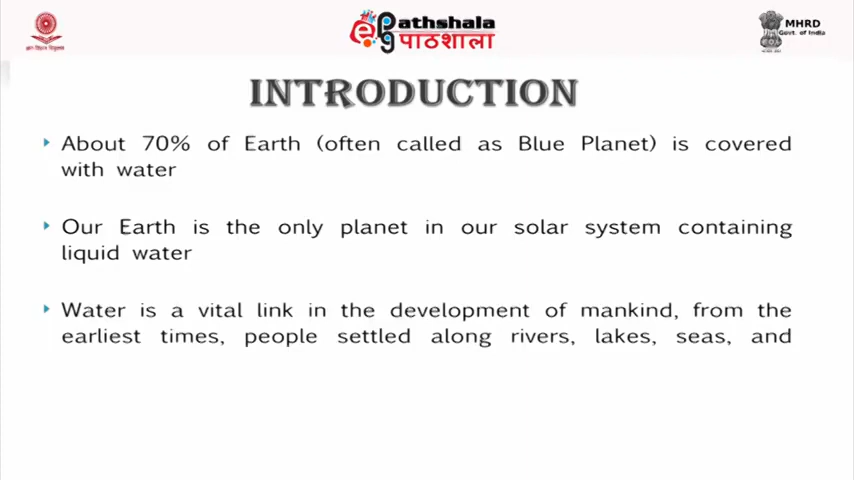 ePathshala
पाठशाला
MHRD
Govt. of India
INTRODUCTION
About 70% of Earth (often called as Blue Planet) is covered
with water
Our Earth is the only planet in our solar system containing
liquid water
Water is a vital link in the development of mankind, from the
earliest times, people settled along rivers, lakes, seas, and